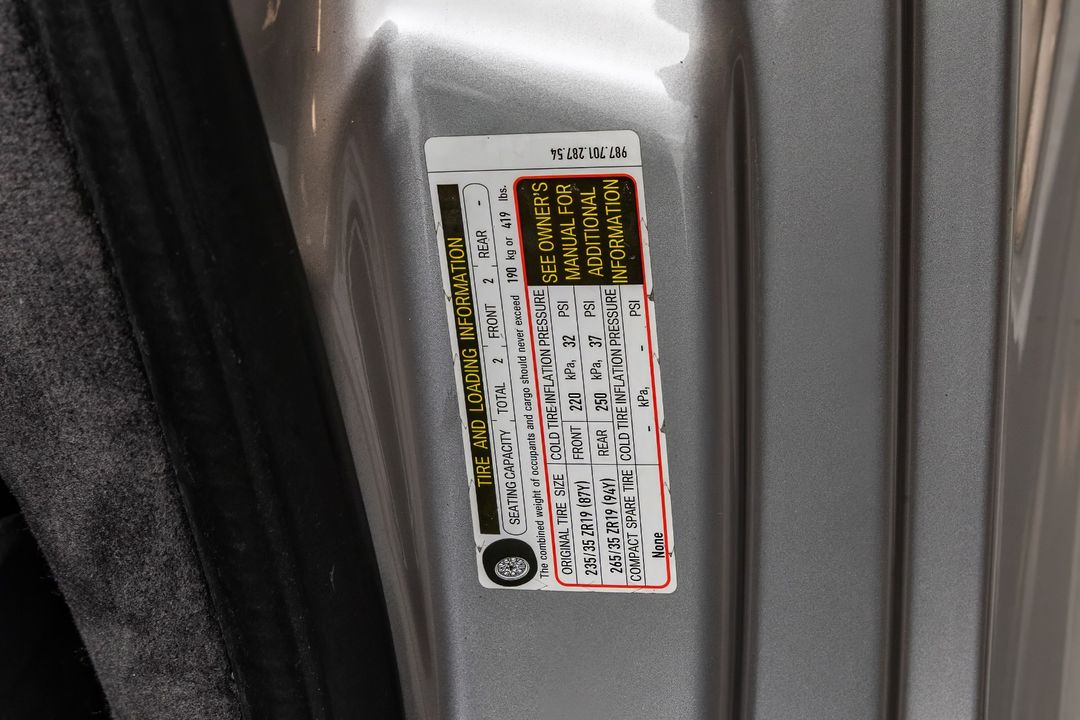 TIRE AND LOADING INFORMATION
SEATING CAPACITY TOTAL 2 FRONT 2 REAR -
The combined weight of occupants and cargo should never exceed 190 kg or 419 lbs.
ORIGINAL TIRE SIZE COLD TIRE INFLATION PRESSURE
235/35 ZR19 (87Y) FRONT 220 kPa, 32 PSI
265/35 ZR19 (94Y) REAR 250 kPa, 37 PSI
COMPACT SPARE TIRE COLD TIRE INFLATION PRESSURE
None - kPa, - PSI
SEE OWNER'S
MANUAL FOR
ADDITIONAL
INFORMATION
987.701.287.54